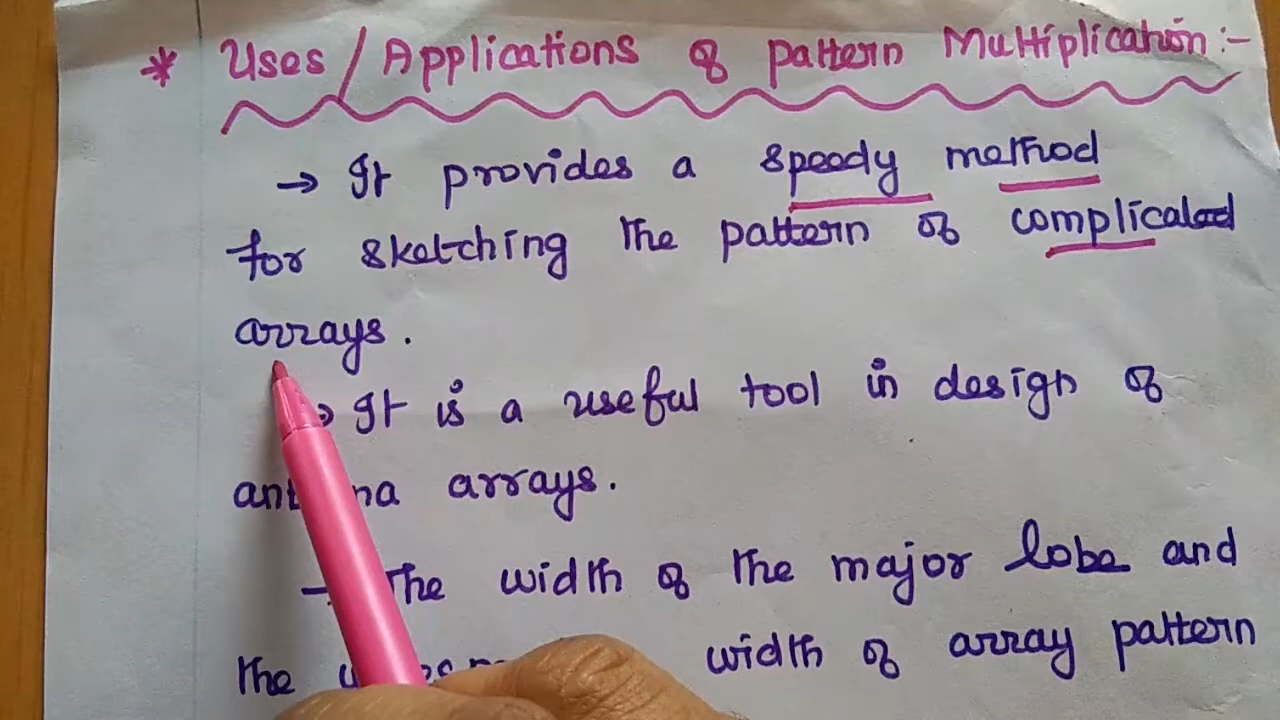 * Uses / Applications of pattern Multiplication :-
→ It provides a speedy method
for sketching the pattern of complicated
arrays.
→ It is a useful tool in design of
antenna arrays.
→ The width of the major lobe and
the width of array pattern